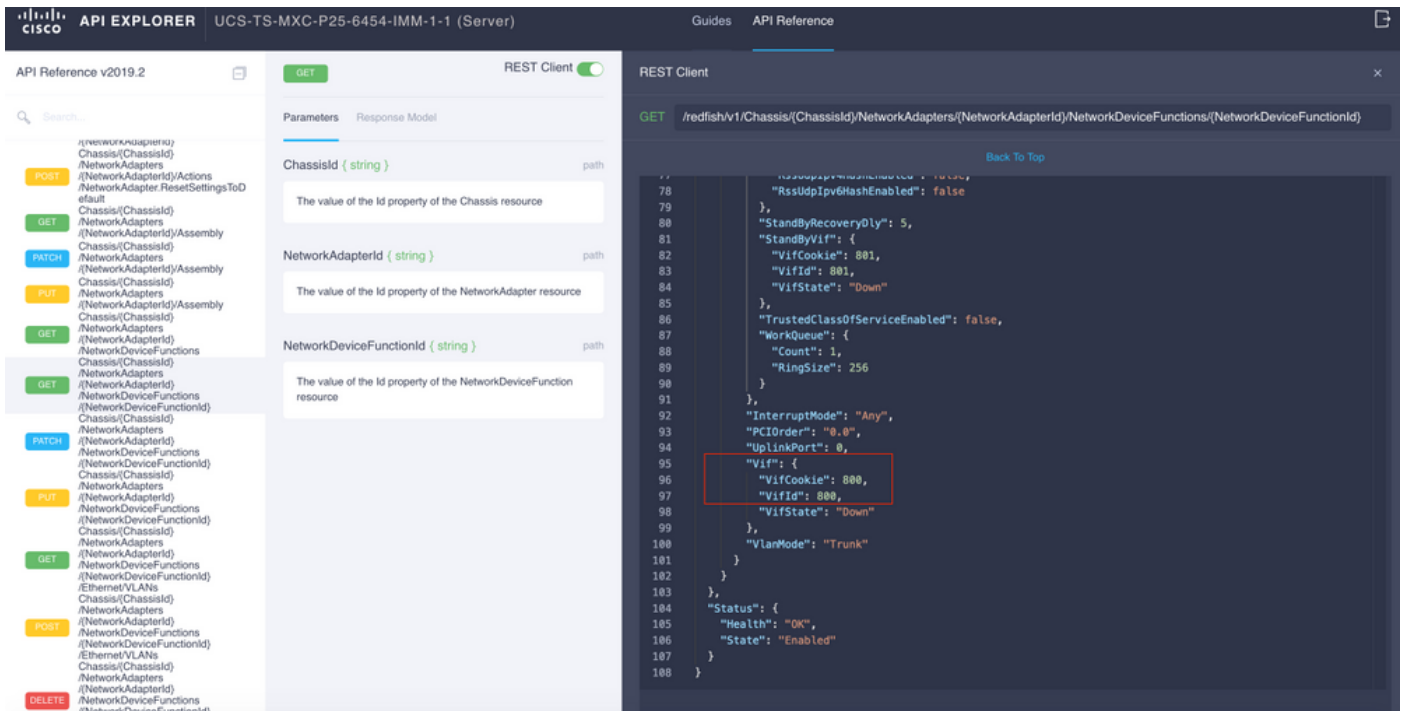 CISCO
API EXPLORER
UCS-TS-MXC-P25-6454-IMM-1-1 (Server)
Guides
API Reference
API Reference v2019.2
Search...
/{NetworkAdapterId}
POST
Chassis/{ChassisId}
/NetworkAdapters
/{NetworkAdapterId}/Actions
/NetworkAdapter.ResetSettingsToD
efault
GET
Chassis/{ChassisId}
/NetworkAdapters
/{NetworkAdapterId}/Assembly
PATCH
Chassis/{ChassisId}
/NetworkAdapters
/{NetworkAdapterId}/Assembly
PUT
Chassis/{ChassisId}
/NetworkAdapters
/{NetworkAdapterId}/Assembly
GET
Chassis/{ChassisId}
/NetworkAdapters
/{NetworkAdapterId}
/NetworkDeviceFunctions
GET
Chassis/{ChassisId}
/NetworkAdapters
/{NetworkAdapterId}
/NetworkDeviceFunctions
/{NetworkDeviceFunctionId}
PATCH
Chassis/{ChassisId}
/NetworkAdapters
/{NetworkAdapterId}
/NetworkDeviceFunctions
/{NetworkDeviceFunctionId}
PUT
Chassis/{ChassisId}
/NetworkAdapters
/{NetworkAdapterId}
/NetworkDeviceFunctions
/{NetworkDeviceFunctionId}
GET
Chassis/{ChassisId}
/NetworkAdapters
/{NetworkAdapterId}
/NetworkDeviceFunctions
/{NetworkDeviceFunctionId}
/Ethernet/VLANs
POST
Chassis/{ChassisId}
/NetworkAdapters
/{NetworkAdapterId}
/NetworkDeviceFunctions
/{NetworkDeviceFunctionId}
/Ethernet/VLANs
DELETE
Chassis/{ChassisId}
/NetworkAdapters
/{NetworkAdapterId}
/NetworkDeviceFunctions
/{NetworkDeviceFunctionId}
GET
REST Client
Parameters
Response Model
ChassisId { string }
path
The value of the Id property of the Chassis resource
NetworkAdapterId { string }
path
The value of the Id property of the NetworkAdapter resource
NetworkDeviceFunctionId { string }
path
The value of the Id property of the NetworkDeviceFunction
resource
REST Client
×
GET /redfish/v1/Chassis/{ChassisId}/NetworkAdapters/{NetworkAdapterId}/NetworkDeviceFunctions/{NetworkDeviceFunctionId}
Back To Top
77 "RssUdpIpv4HashEnabled": false,
78 "RssUdpIpv6HashEnabled": false
79 },
80 "StandByRecoveryDly": 5,
81 "StandByVif": {
82 "VifCookie": 801,
83 "VifId": 801,
84 "VifState": "Down"
85 },
86 "TrustedClassOfServiceEnabled": false,
87 "WorkQueue": {
88 "Count": 1,
89 "RingSize": 256
90 }
91 },
92 "InterruptMode": "Any",
93 "PCIOrder": "0.0",
94 "UplinkPort": 0,
95 "Vif": {
96 "VifCookie": 800,
97 "VifId": 800,
98 "VifState": "Down"
99 },
100 "VlanMode": "Trunk"
101 }
102 }
103 },
104 "Status": {
105 "Health": "OK",
106 "State": "Enabled"
107 }
108 }